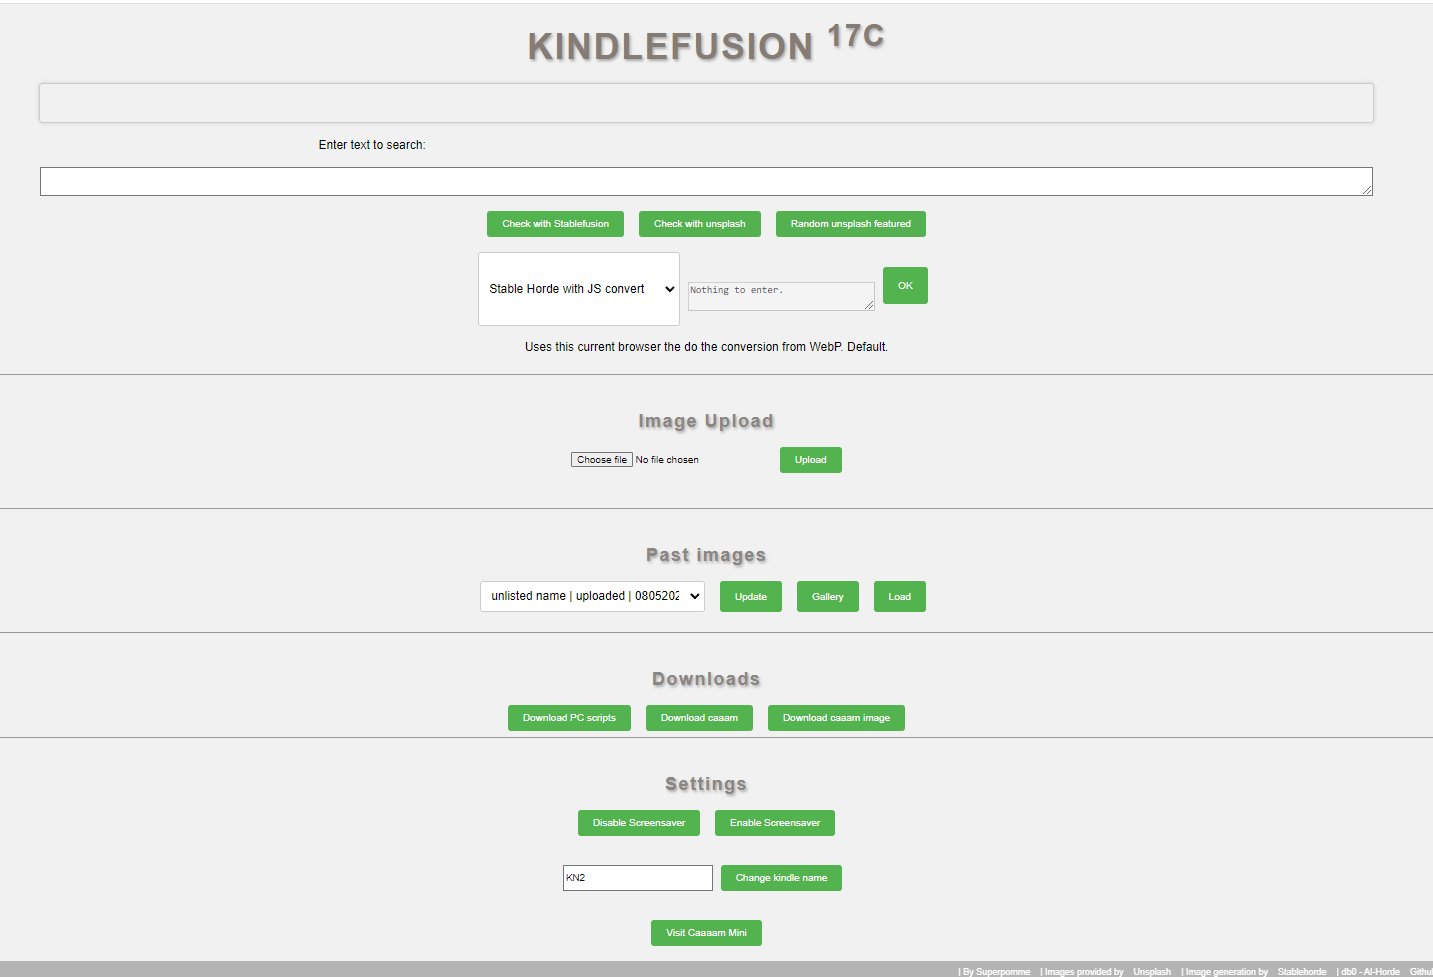 KINDLEFUSION 17C
Enter text to search:
Check with Stablefusion Check with unsplash Random unsplash featured
Stable Horde with JS convert Nothing to enter. OK
Uses this current browser the do the conversion from WebP. Default.
Image Upload
Choose file No file chosen Upload
Past images
unlisted name | uploaded | 0805202 Update Gallery Load
Downloads
Download PC scripts Download caaam Download caaam image
Settings
Disable Screensaver Enable Screensaver
KN2 Change kindle name
Visit Caaaam Mini
| By Superpomme | Images provided by Unsplash | Image generation by Stablehorde | db0 - AI-Horde Githu